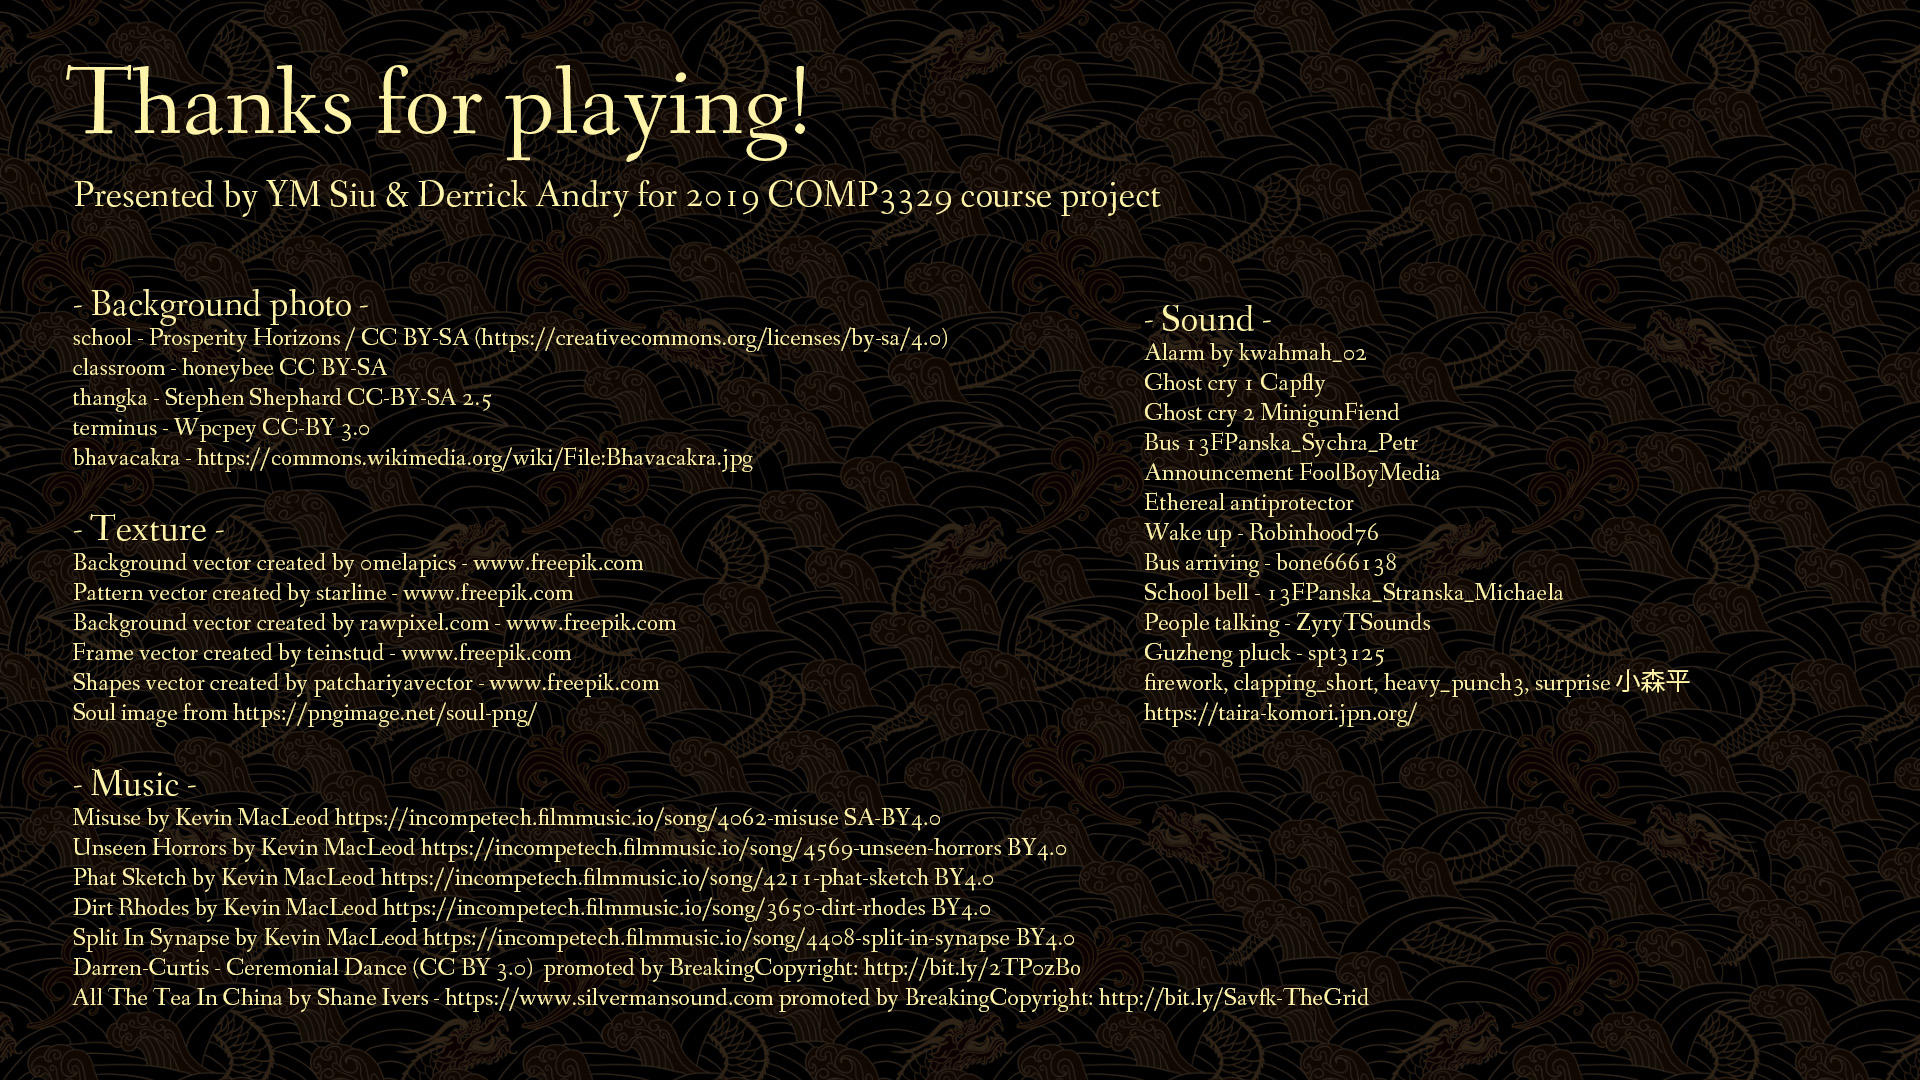 Thanks for playing!
Presented by YM Siu & Derrick Andry for 2019 COMP3329 course project
- Background photo -
school - Prosperity Horizons / CC BY-SA (https://creativecommons.org/licenses/by-sa/4.0)
classroom - honeybee CC BY-SA
thangka - Stephen Shephard CC-BY-SA 2.5
terminus - Wpcpey CC-BY 3.0
bhavacakra - https://commons.wikimedia.org/wiki/File:Bhavacakra.jpg
- Texture -
Background vector created by 0melapics - www.freepik.com
Pattern vector created by starline - www.freepik.com
Background vector created by rawpixel.com - www.freepik.com
Frame vector created by teinstud - www.freepik.com
Shapes vector created by patchariyavector - www.freepik.com
Soul image from https://pngimage.net/soul-png/
- Music -
Misuse by Kevin MacLeod https://incompetech.filmmusic.io/song/4062-misuse SA-BY4.0
Unseen Horrors by Kevin MacLeod https://incompetech.filmmusic.io/song/4569-unseen-horrors BY4.0
Phat Sketch by Kevin MacLeod https://incompetech.filmmusic.io/song/4211-phat-sketch BY4.0
Dirt Rhodes by Kevin MacLeod https://incompetech.filmmusic.io/song/3650-dirt-rhodes BY4.0
Split In Synapse by Kevin MacLeod https://incompetech.filmmusic.io/song/4408-split-in-synapse BY4.0
Darren-Curtis - Ceremonial Dance (CC BY 3.0)  promoted by BreakingCopyright: http://bit.ly/2TP0zB0
All The Tea In China by Shane Ivers - https://www.silvermansound.com promoted by BreakingCopyright: http://bit.ly/Savfk-TheGrid
- Sound -
Alarm by kwahmah_02
Ghost cry 1 Capfly
Ghost cry 2 MinigunFiend
Bus 13FPanska_Sychra_Petr
Announcement FoolBoyMedia
Ethereal antiprotector
Wake up - Robinhood76
Bus arriving - bone666138
School bell - 13FPanska_Stranska_Michaela
People talking - ZyryTSounds
Guzheng pluck - spt3125
firework, clapping_short, heavy_punch3, surprise 小森平
https://taira-komori.jpn.org/